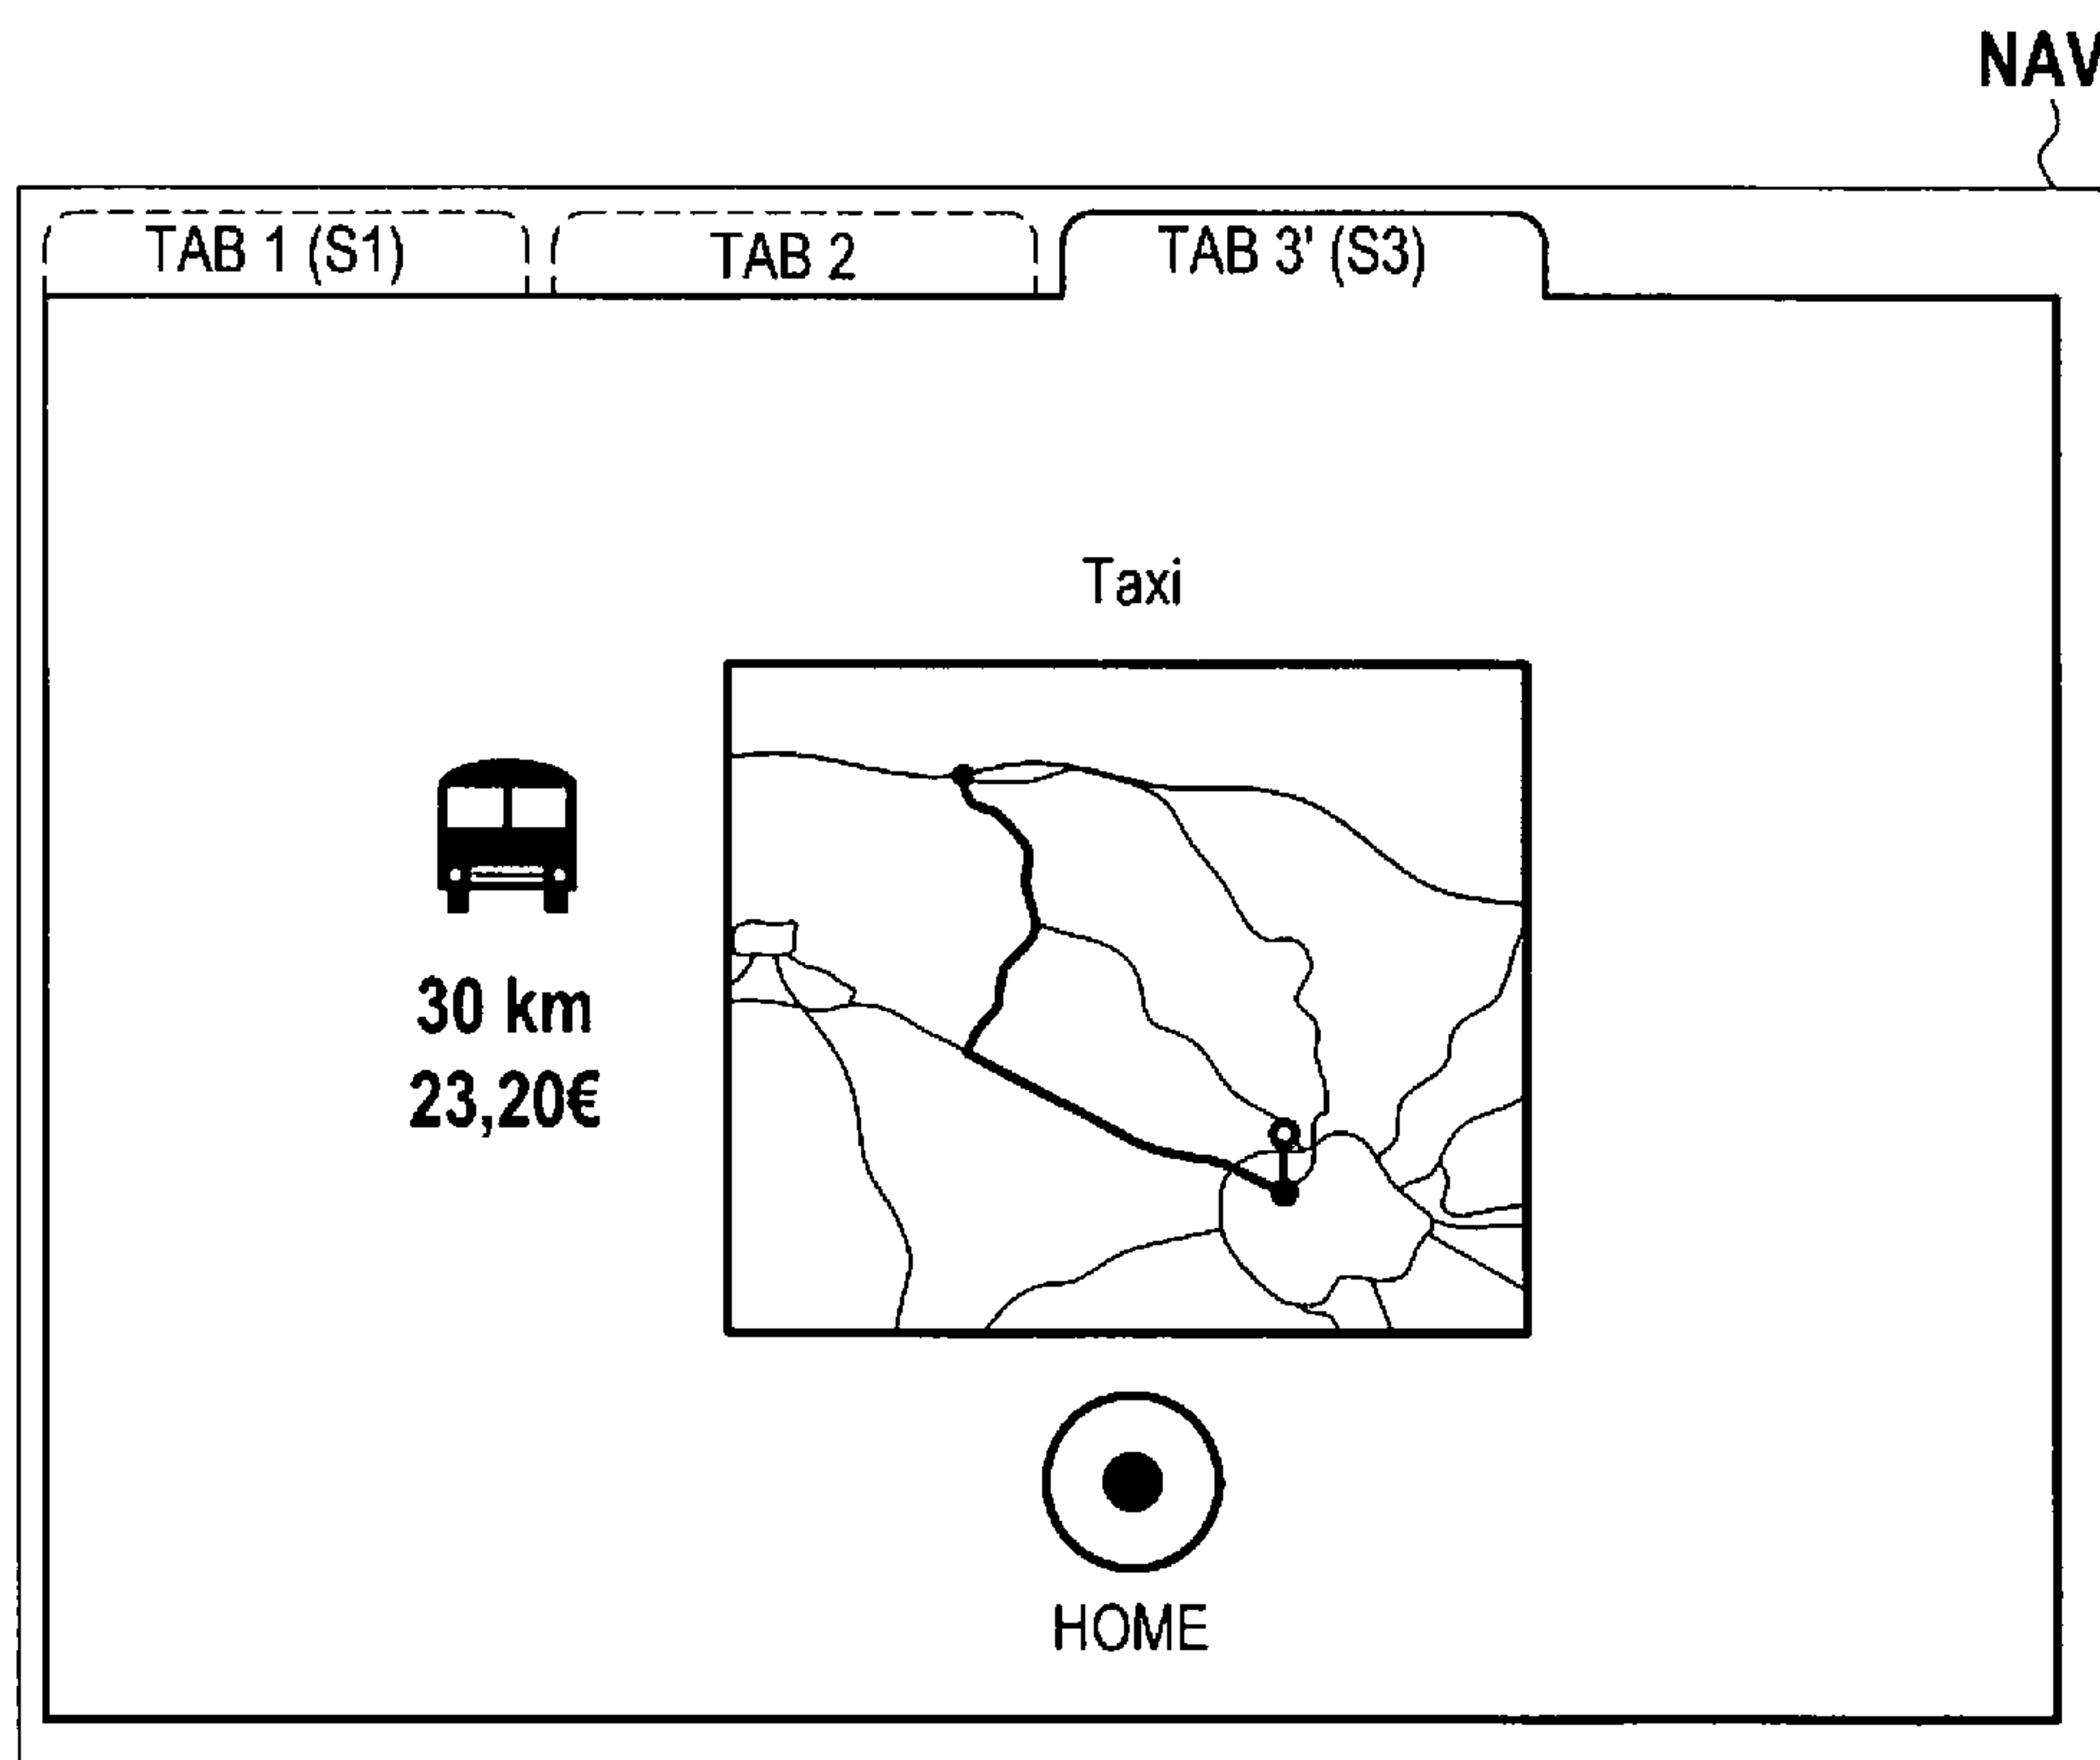 NAV
TAB 1 (S1)
TAB 2
TAB 3' (S3)
Taxi
30 km
23,20€
HOME